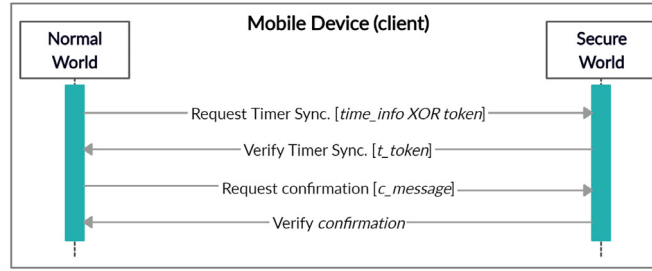 Mobile Device (client)
Normal
World
Secure
World
Request Timer Sync. [time_info XOR token]
Verify Timer Sync. [t_token]
Request confirmation [c_message]
Verify confirmation